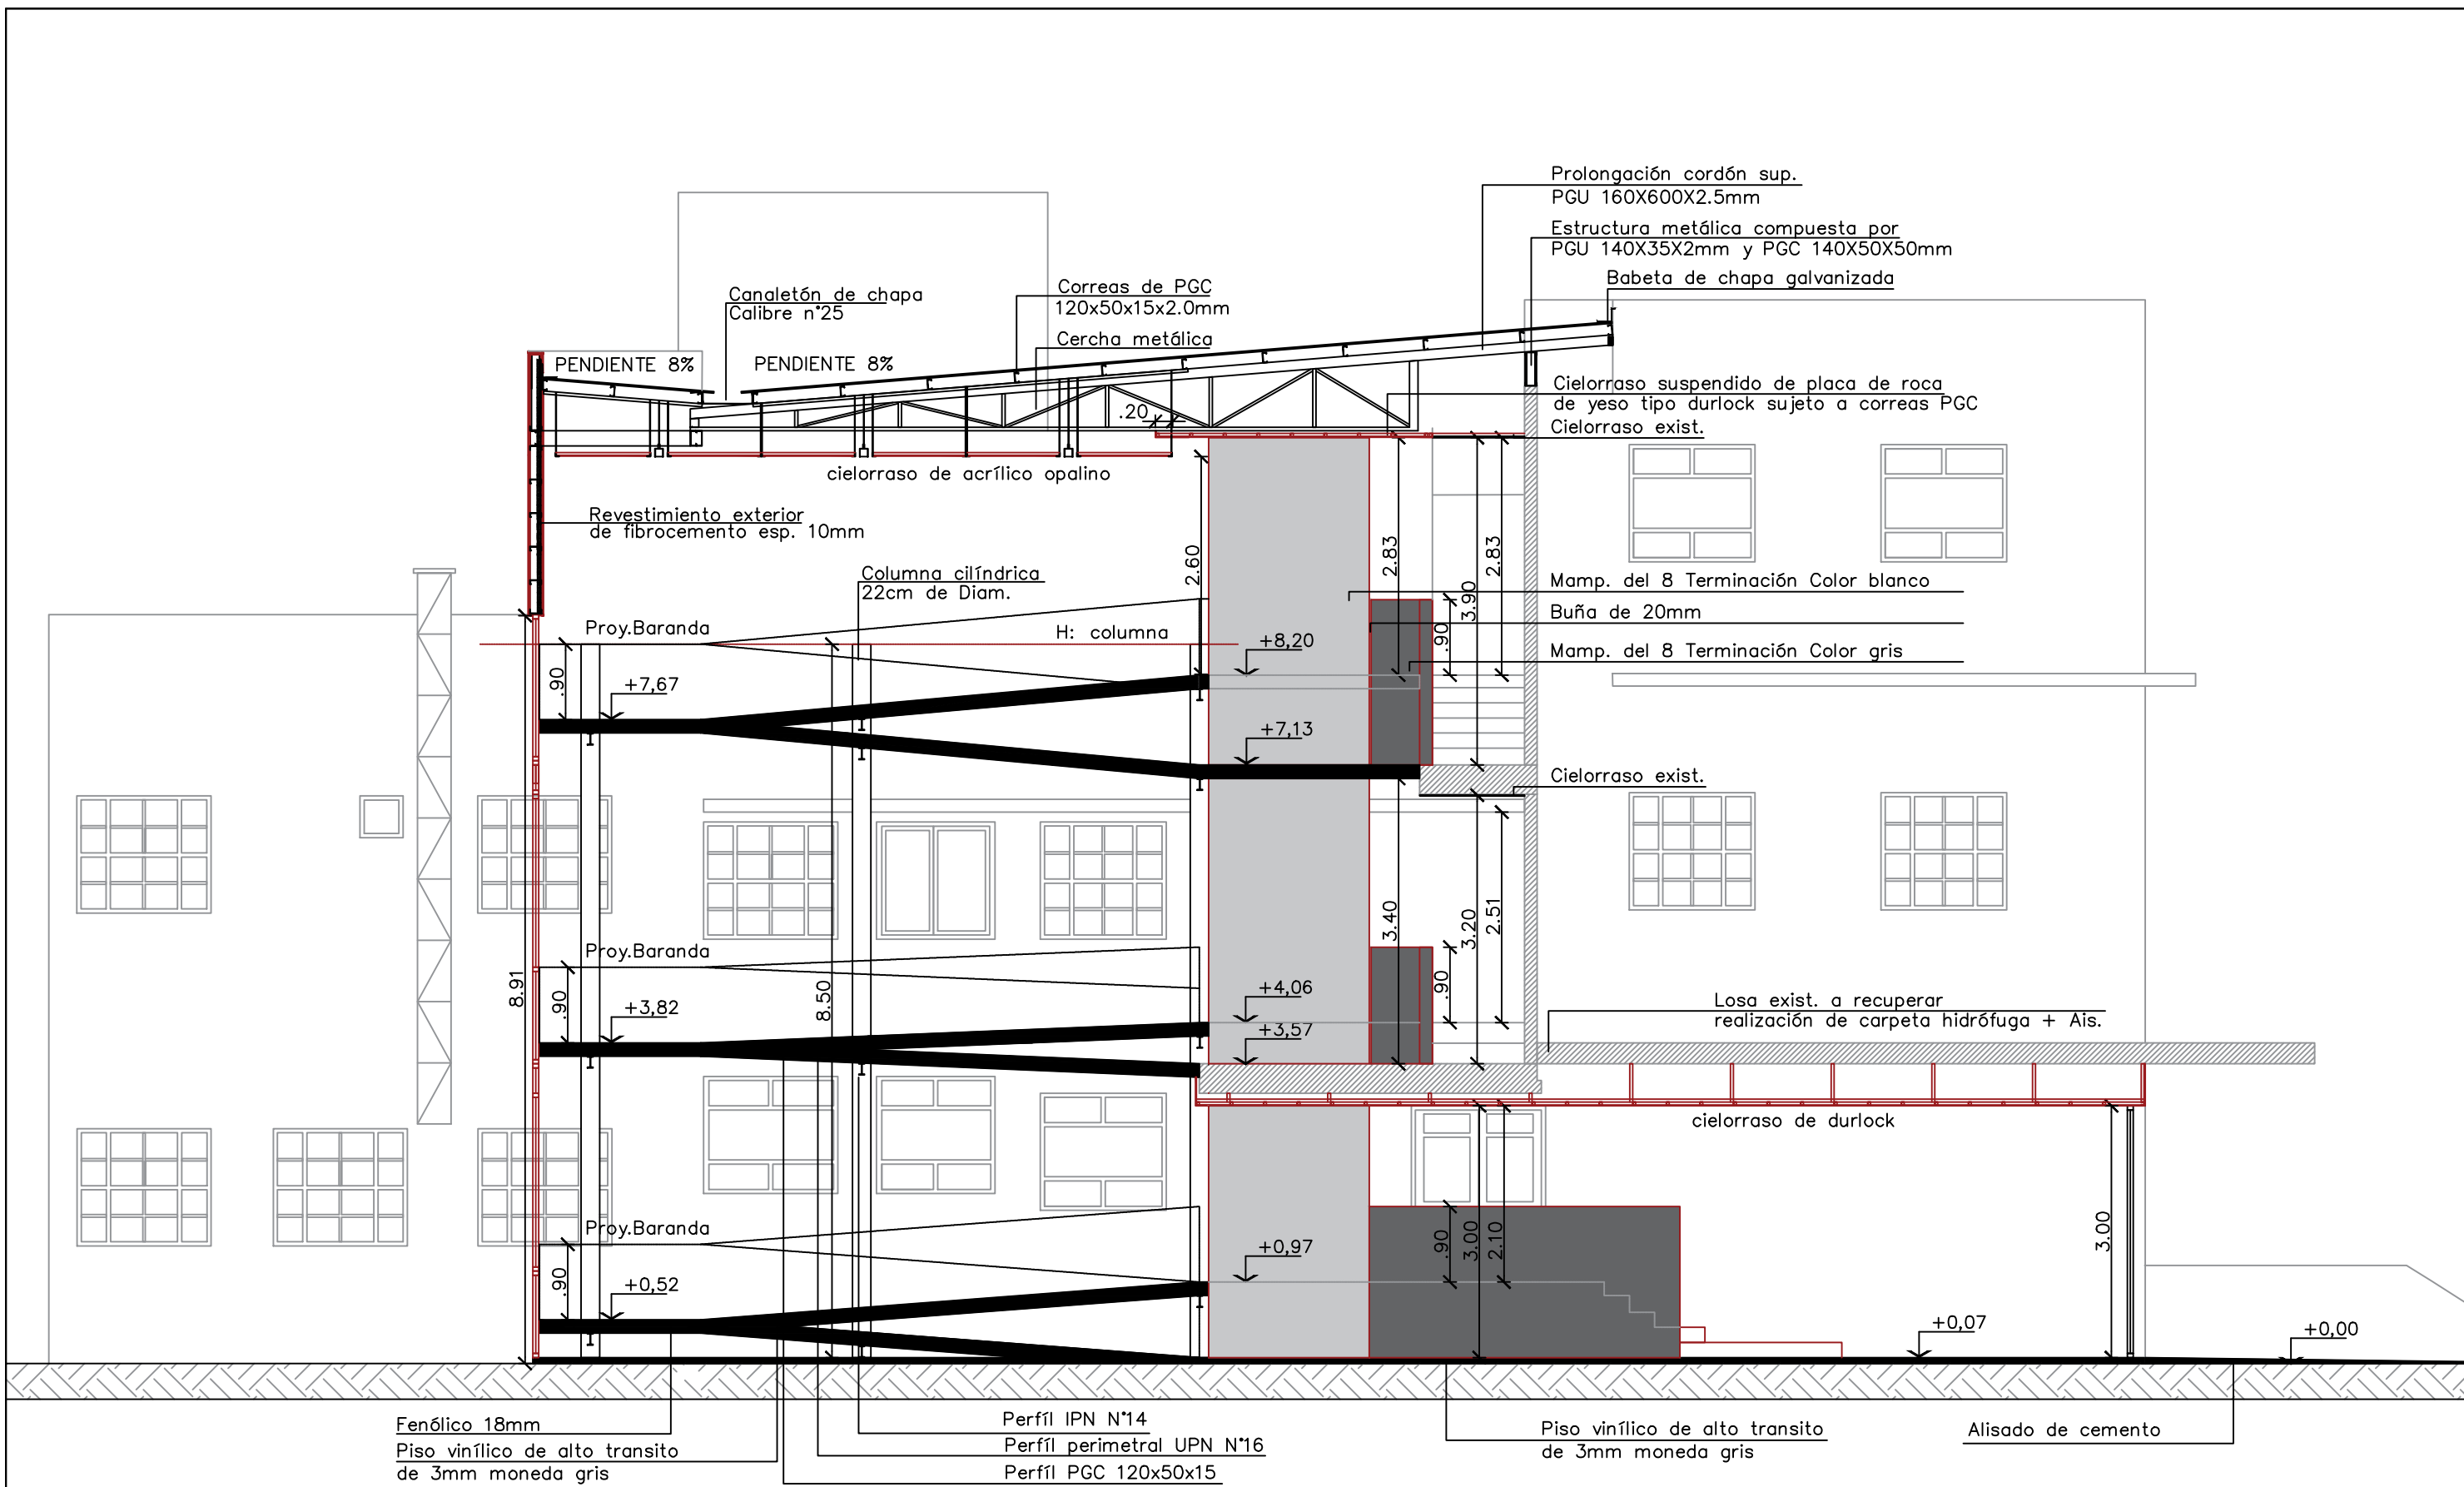 Prolongación cordón sup.
PGU 160X600X2.5mm
Estructura metálica compuesta por
PGU 140X35X2mm y PGC 140X50X50mm
Babeta de chapa galvanizada
Canaletón de chapa
Calibre n°25
Correas de PGC
120x50x15x2.0mm
Cercha metálica
PENDIENTE 8%
PENDIENTE 8%
Cielorraso suspendido de placa de roca
de yeso tipo durlock sujeto a correas PGC
.20
Cielorraso exist.
cielorraso de acrílico opalino
Revestimiento exterior
de fibrocemento esp. 10mm
2.60
2.83
3.90
2.83
Columna cilíndrica
22cm de Diam.
Mamp. del 8 Terminación Color blanco
Buña de 20mm
Proy.Baranda
H: columna
+8,20
.90
Mamp. del 8 Terminación Color gris
.90
+7,67
+7,13
Cielorraso exist.
8.91
8.50
3.40
3.20
2.51
Proy.Baranda
.90
+3,82
+4,06
.90
+3,57
Losa exist. a recuperar
realización de carpeta hidrófuga + Ais.
cielorraso de durlock
Proy.Baranda
.90
+0,52
+0,97
.90
3.00
2.10
3.00
+0,07
+0,00
Fenólico 18mm
Piso vinílico de alto transito
de 3mm moneda gris
Perfíl IPN N°14
Perfíl perimetral UPN N°16
Perfíl PGC 120x50x15
Piso vinílico de alto transito
de 3mm moneda gris
Alisado de cemento